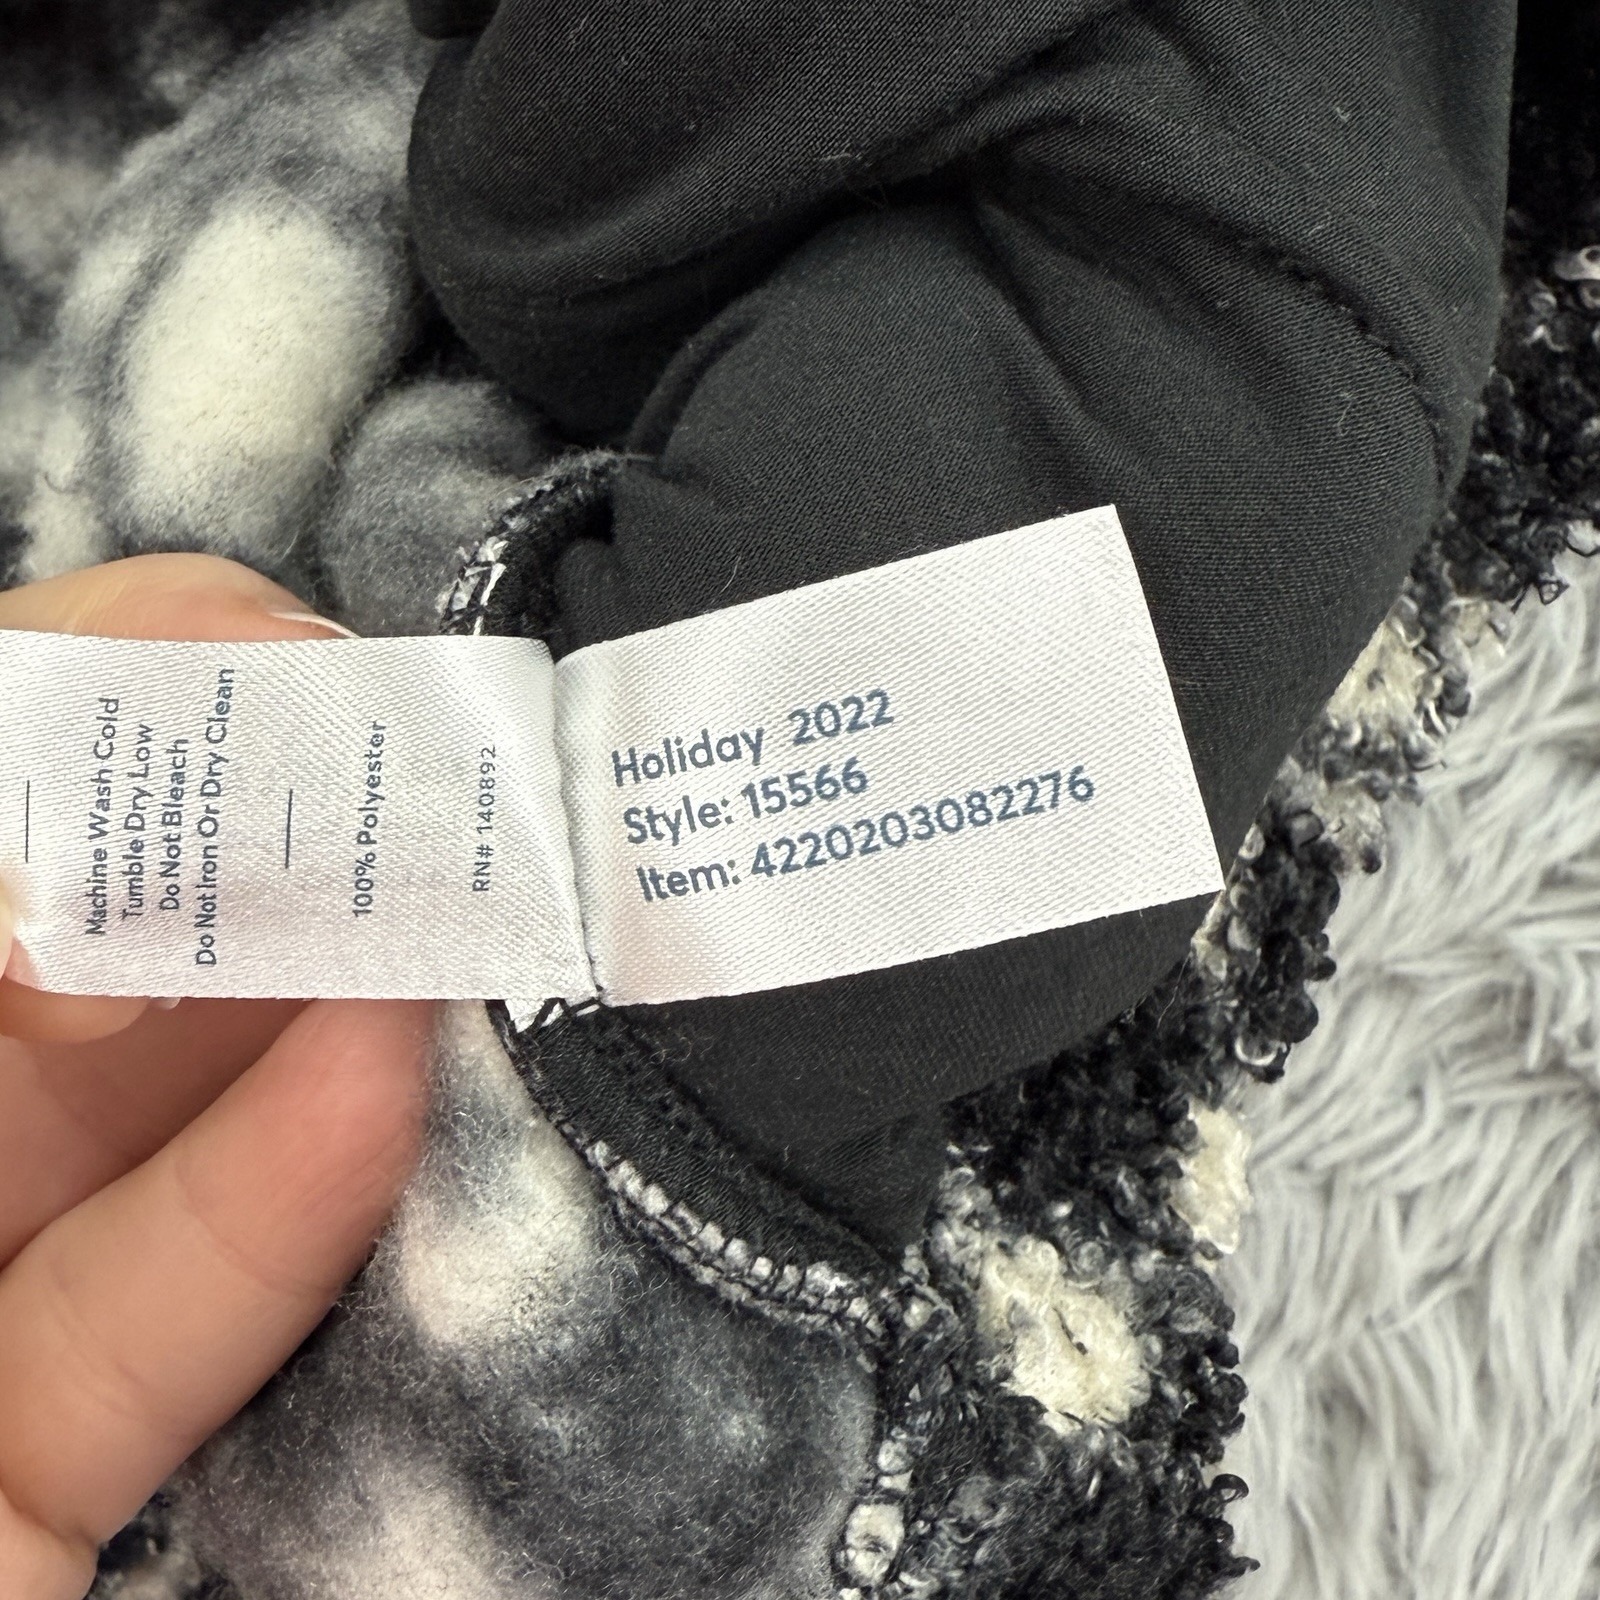 Machine Wash Cold
Tumble Dry Low
Do Not Bleach
Do Not Iron Or Dry Clean
100% Polyester
RN# 140892
Holiday 2022
Style: 15566
Item: 4220203082276